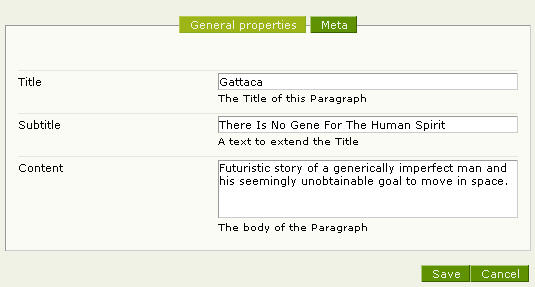 General properties Meta
Title Gattaca
The Title of this Paragraph
Subtitle There Is No Gene For The Human Spirit
A text to extend the Title
Content Futuristic story of a generically imperfect man and
his seemingly unobtainable goal to move in space.
The body of the Paragraph
Save Cancel